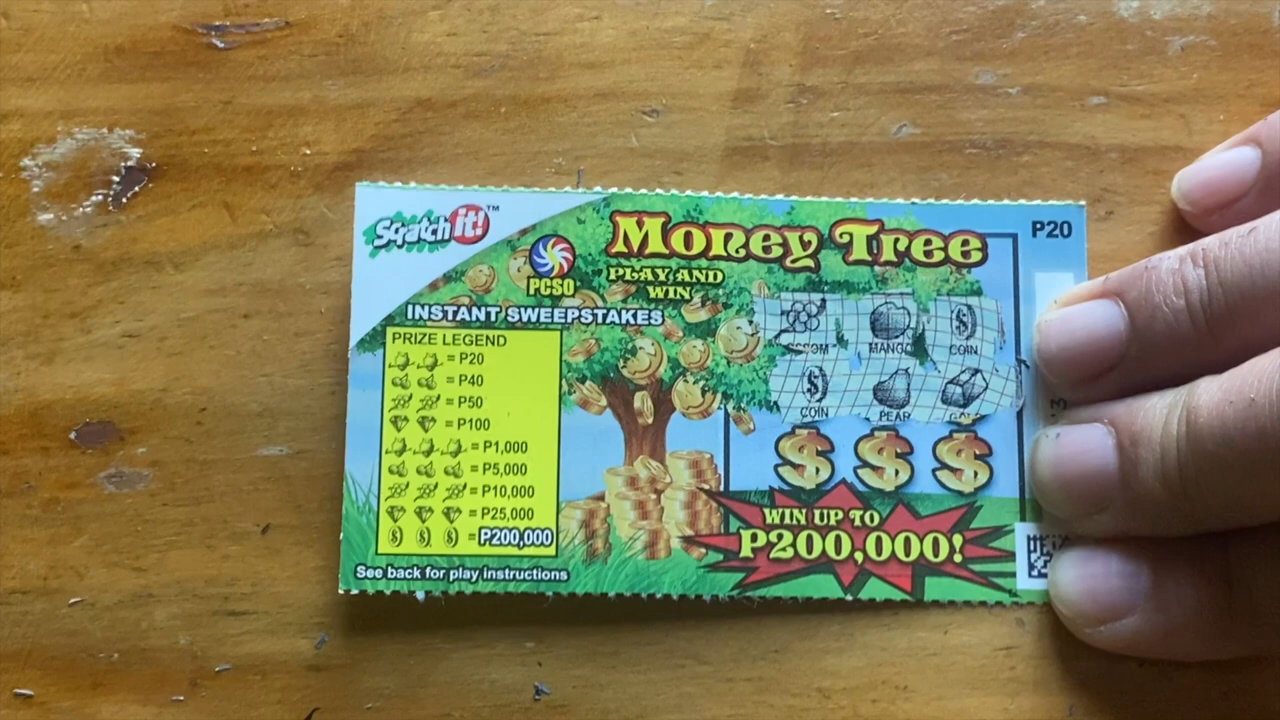 Scratch it!™
PCSO
Money Tree
PLAY AND
WIN
P20
INSTANT SWEEPSTAKES
PRIZE LEGEND
= P20
= P40
= P50
= P100
= P1,000
= P5,000
= P10,000
= P25,000
= P200,000
See back for play instructions
MANGO COIN
COIN PEAR
$ $ $
WIN UP TO
P200,000!